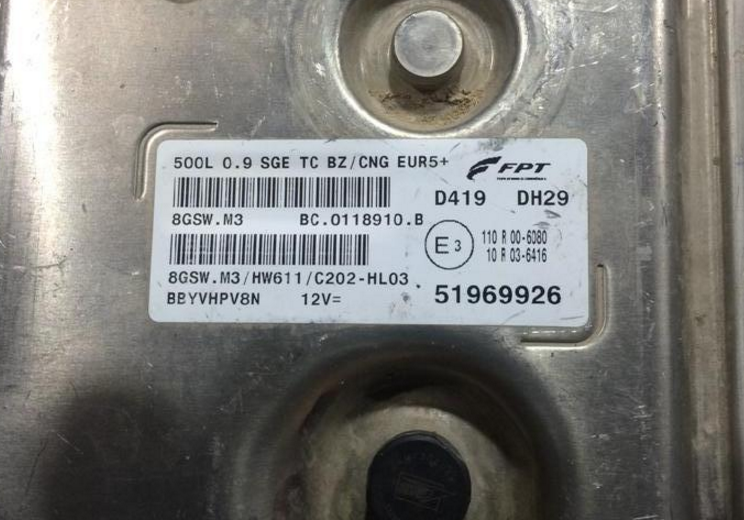 500L 0.9 SGE TC BZ/CNG EUR5+
FPT
D419 DH29
8GSW.M3 BC.0118910.B
E3
110 R 00-6080
10 R 03-6416
8GSW.M3/HW611/C202-HL03
BBYVHPV8N 12V=
51969926